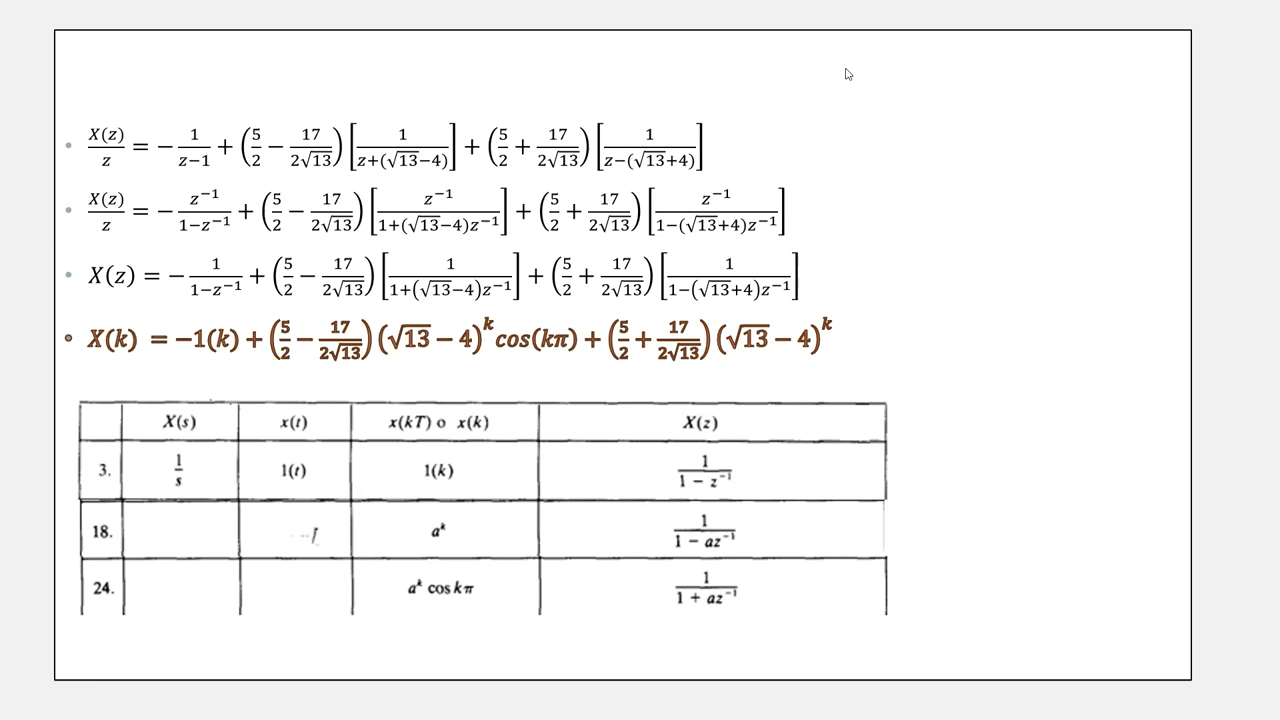 • X(z)/z = − 1/(z−1) + (5/2 − 17/(2√13)) [1/(z+(√13−4))] + (5/2 + 17/(2√13)) [1/(z−(√13+4))]
• X(z)/z = − z⁻¹/(1−z⁻¹) + (5/2 − 17/(2√13)) [z⁻¹/(1+(√13−4)z⁻¹)] + (5/2 + 17/(2√13)) [z⁻¹/(1−(√13+4)z⁻¹)]
• X(z) = − 1/(1−z⁻¹) + (5/2 − 17/(2√13)) [1/(1+(√13−4)z⁻¹)] + (5/2 + 17/(2√13)) [1/(1−(√13+4)z⁻¹)]
• X(k) = −1(k) + (5/2 − 17/(2√13)) (√13 − 4)^k cos(kπ) + (5/2 + 17/(2√13)) (√13 − 4)^k
X(s) x(t) x(kT) o x(k) X(z)
3. 1/s 1(t) 1(k) 1/(1 − z⁻¹)
18. a^k 1/(1 − az⁻¹)
24. a^k cos kπ 1/(1 + az⁻¹)